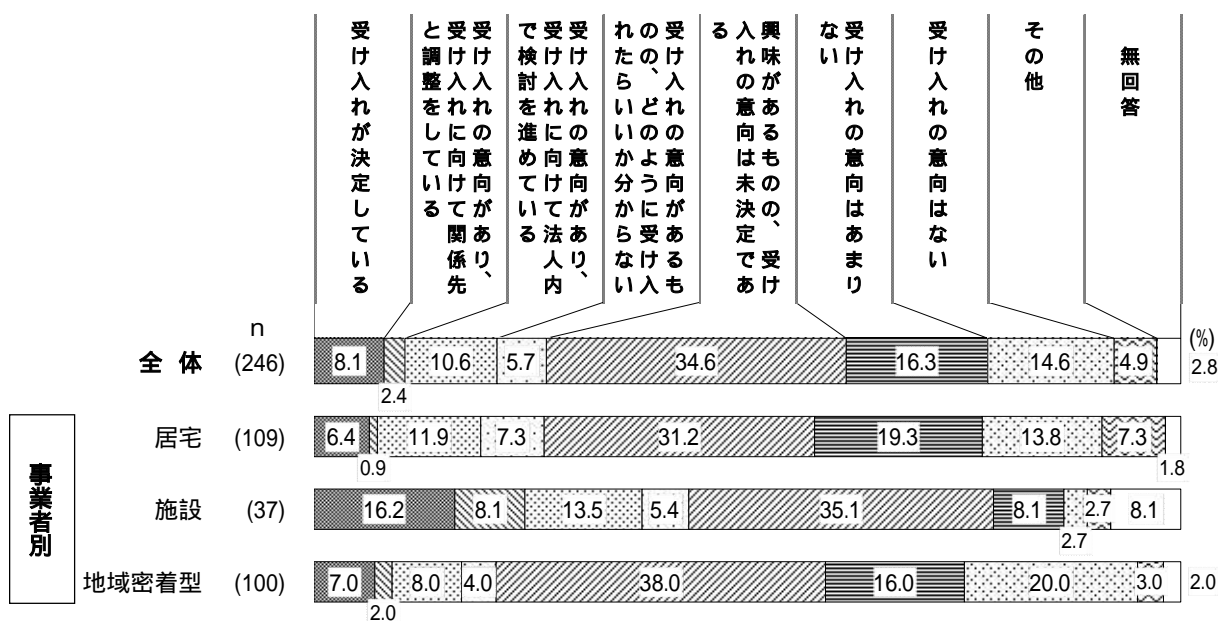 受け入れが決定している
受け入れの意向があり、
受け入れに向けて関係先
と調整をしている
受け入れの意向があり、
受け入れに向けて法人内
で検討を進めている
受け入れの意向があるも
のの、どのように受け入
れたらいいか分からない
興味があるものの、受け
入れの意向は未決定であ
る
受け入れの意向はあまり
ない
受け入れの意向はない
その他
無回答
n
(%)
全 体 (246) 8.1 2.4 10.6 5.7 34.6 16.3 14.6 4.9 2.8
事業者別
居宅 (109) 6.4 0.9 11.9 7.3 31.2 19.3 13.8 7.3 1.8
施設 (37) 16.2 8.1 13.5 5.4 35.1 8.1 2.7 2.7 8.1
地域密着型 (100) 7.0 2.0 8.0 4.0 38.0 16.0 20.0 3.0 2.0